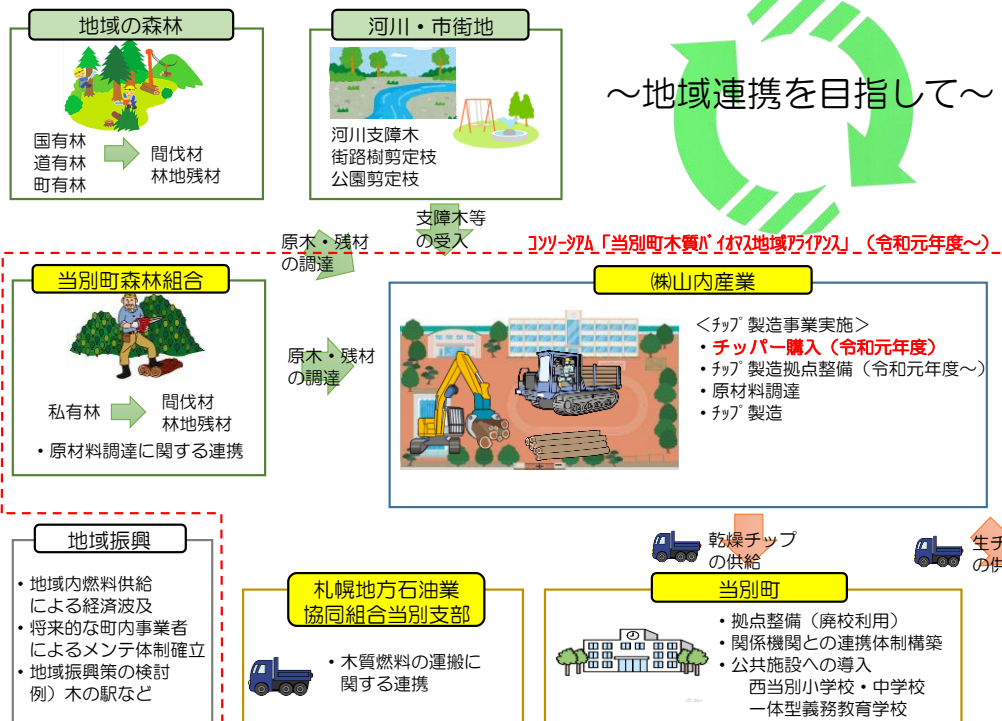 地域の森林
国有林
道有林
町有林
間伐材
林地残材
河川・市街地
河川支障木
街路樹剪定枝
公園剪定枝
～地域連携を目指して～
支障木等
の受入
原木・残材
の調達
ｺﾝｿｰｼｱﾑ「当別町木質ﾊﾞｲｵﾏｽ地域ｱﾗｲｱﾝｽ」（令和元年度～）
当別町森林組合
私有林
間伐材
林地残材
・原材料調達に関する連携
原木・残材
の調達
㈱山内産業
＜ﾁｯﾌﾟ製造事業実施＞
・チッパー購入（令和元年度）
・ﾁｯﾌﾟ製造拠点整備（令和元年度～）
・原材料調達
・ﾁｯﾌﾟ製造
乾燥チップ
の供給
生チ
の供
地域振興
・地域内燃料供給
による経済波及
・将来的な町内事業者
によるメンテ体制確立
・地域振興策の検討
例）木の駅など
札幌地方石油業
協同組合当別支部
・木質燃料の運搬に
関する連携
当別町
・拠点整備（廃校利用）
・関係機関との連携体制構築
・公共施設への導入
西当別小学校・中学校
一体型義務教育学校